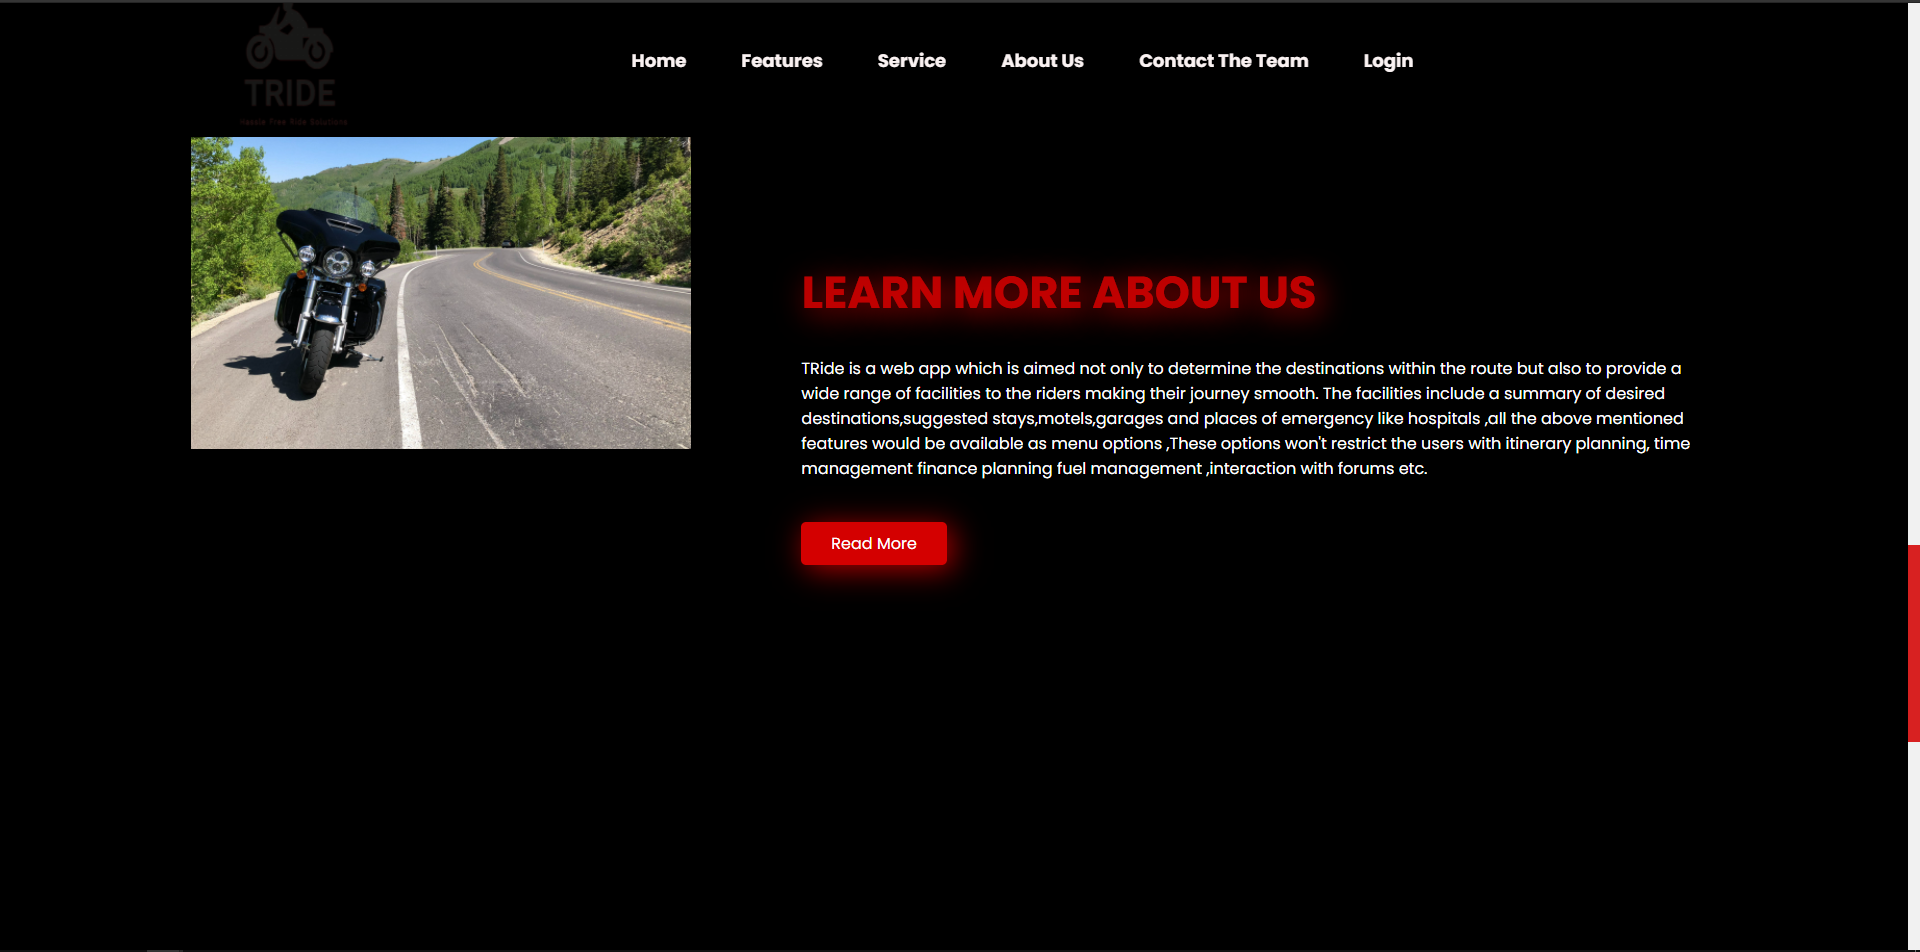 TRIDE
Hassle Free Ride Solutions
Home Features Service About Us Contact The Team Login
LEARN MORE ABOUT US
TRide is a web app which is aimed not only to determine the destinations within the route but also to provide a
wide range of facilities to the riders making their journey smooth. The facilities include a summary of desired
destinations,suggested stays,motels,garages and places of emergency like hospitals ,all the above mentioned
features would be available as menu options ,These options won't restrict the users with itinerary planning, time
management finance planning fuel management ,interaction with forums etc.
Read More